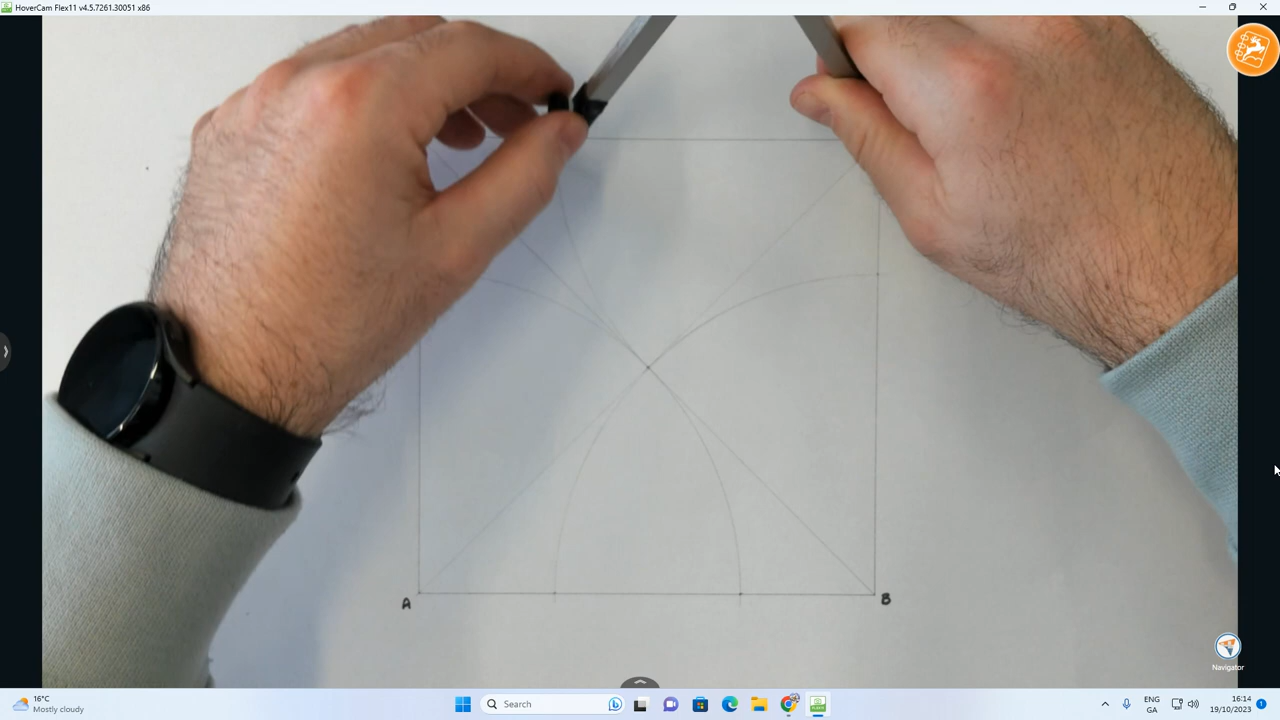 HoverCam Flex11 v4.5.7261.30051 x86
A
B
Navigator
16°C
Mostly cloudy
Search
ENG
GA
16:14
19/10/2023